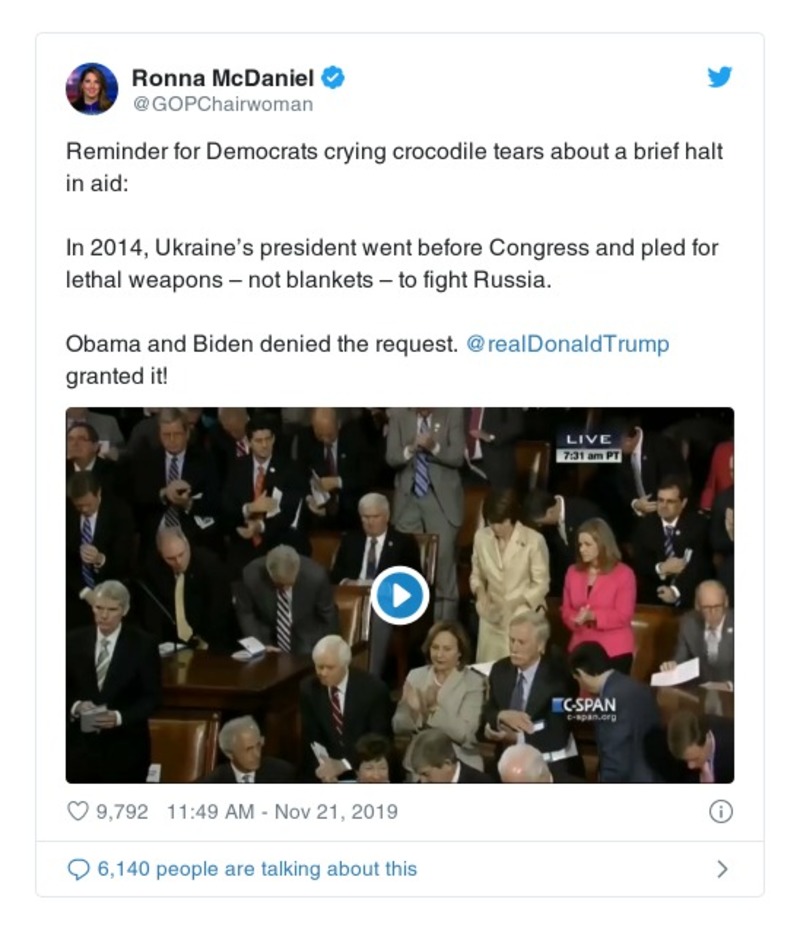 Ronna McDaniel
@GOPChairwoman
Reminder for Democrats crying crocodile tears about a brief halt
in aid:
In 2014, Ukraine’s president went before Congress and pled for
lethal weapons – not blankets – to fight Russia.
Obama and Biden denied the request. @realDonaldTrump
granted it!
LIVE
7:31 am PT
C-SPAN
c-span.org
9,792 11:49 AM - Nov 21, 2019
6,140 people are talking about this